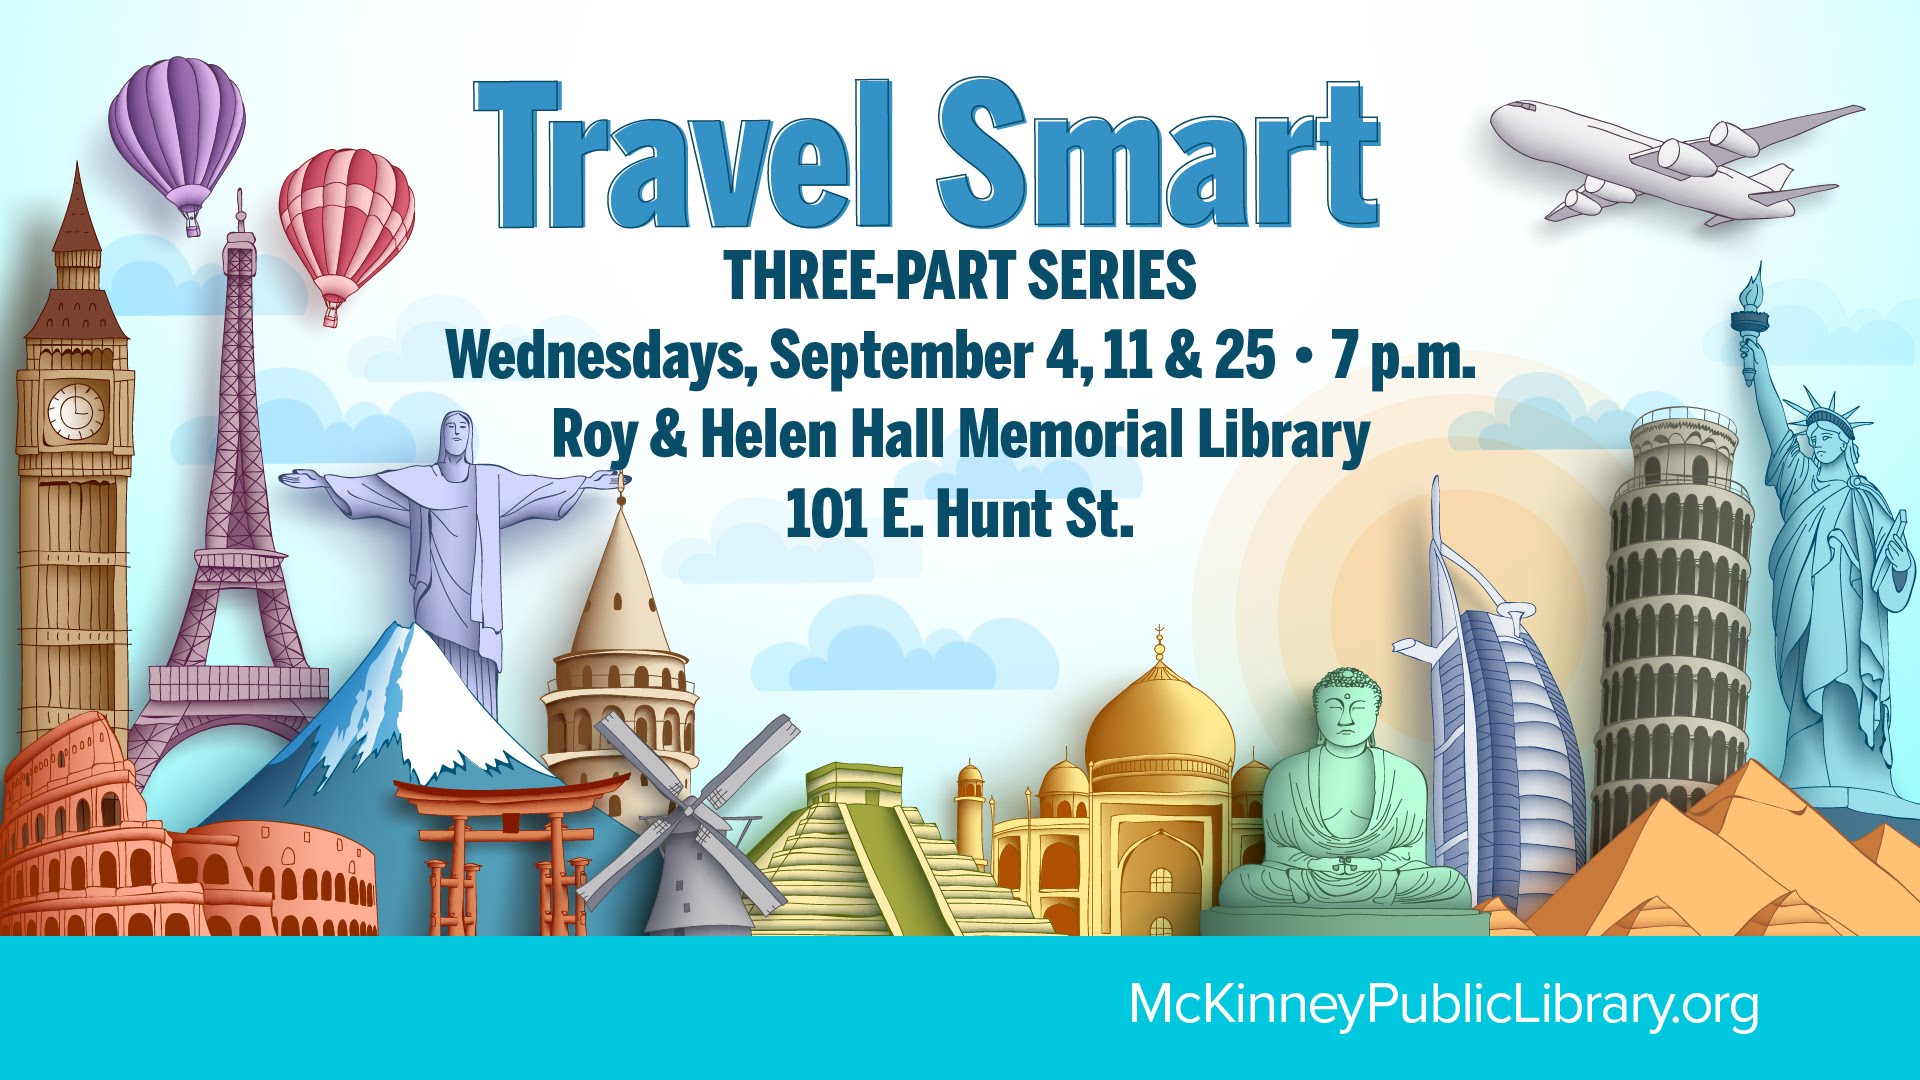 Travel Smart
THREE-PART SERIES
Wednesdays, September 4, 11 & 25 • 7 p.m.
Roy & Helen Hall Memorial Library
101 E. Hunt St.
McKinneyPublicLibrary.org